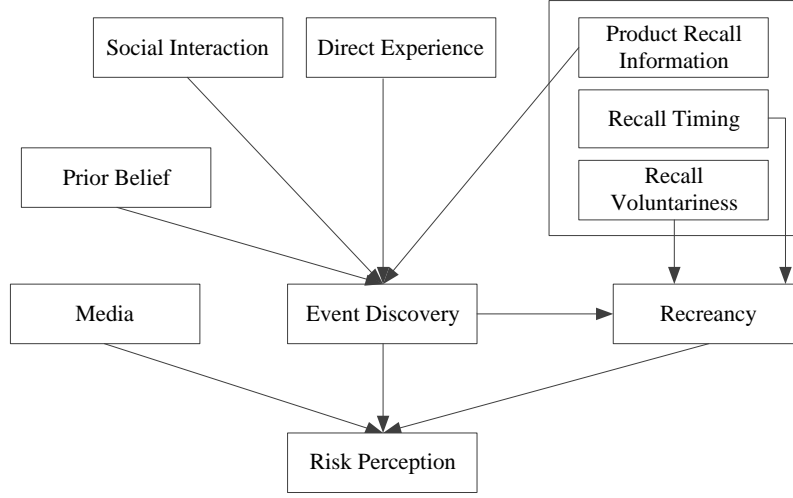 Social Interaction
Direct Experience
Product Recall
Information
Recall Timing
Recall
Voluntariness
Prior Belief
Media
Event Discovery
Recreancy
Risk Perception